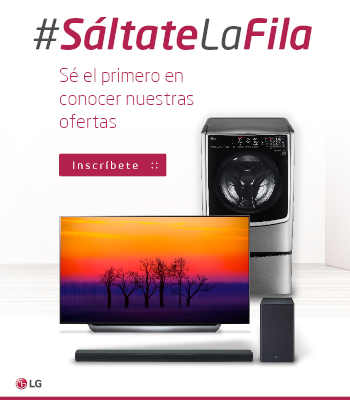 #SáltateLaFila
Sé el primero en
conocer nuestras
ofertas
Inscríbete
LG